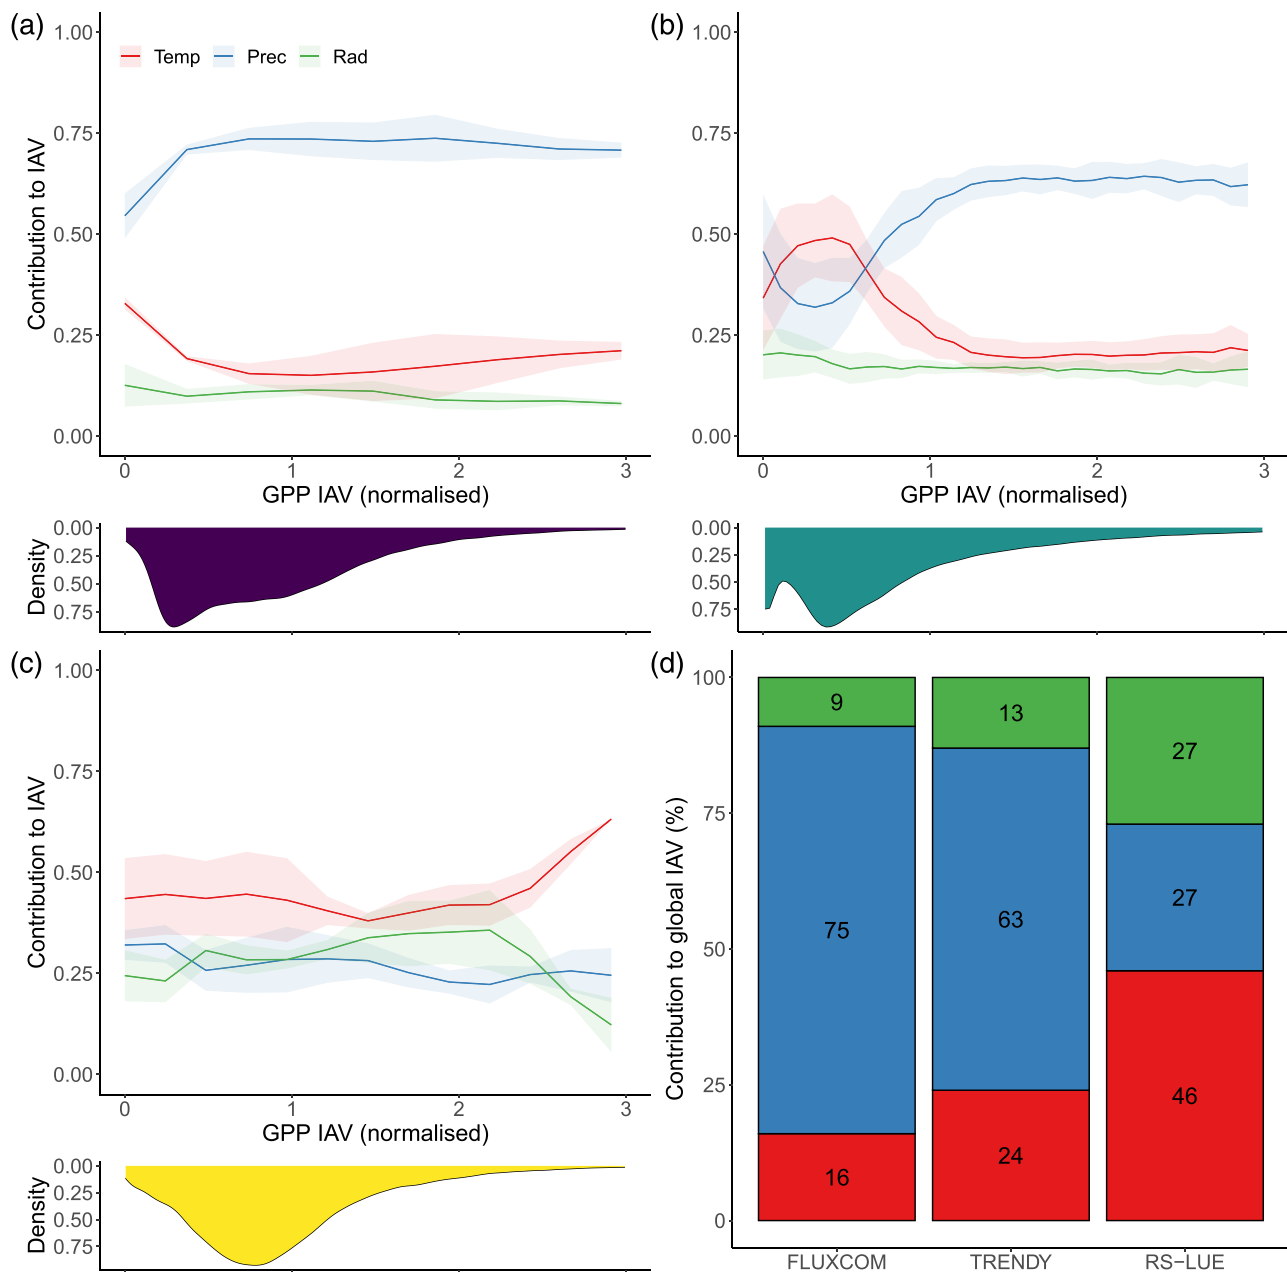 (a)
1.00
0.75
0.50
0.25
0.00
Contribution to IAV
Temp Prec Rad
0 1 2 3
GPP IAV (normalised)
0.00
0.25
0.50
0.75
Density
(b)
1.00
0.75
0.50
0.25
0.00
0 1 2 3
GPP IAV (normalised)
0.00
0.25
0.50
0.75
(c)
1.00
0.75
0.50
0.25
0.00
Contribution to IAV
0 1 2 3
GPP IAV (normalised)
0.00
0.25
0.50
0.75
Density
(d)
100
75
50
25
0
Contribution to global IAV (%)
9
75
16
13
63
24
27
27
46
FLUXCOM TRENDY RS−LUE